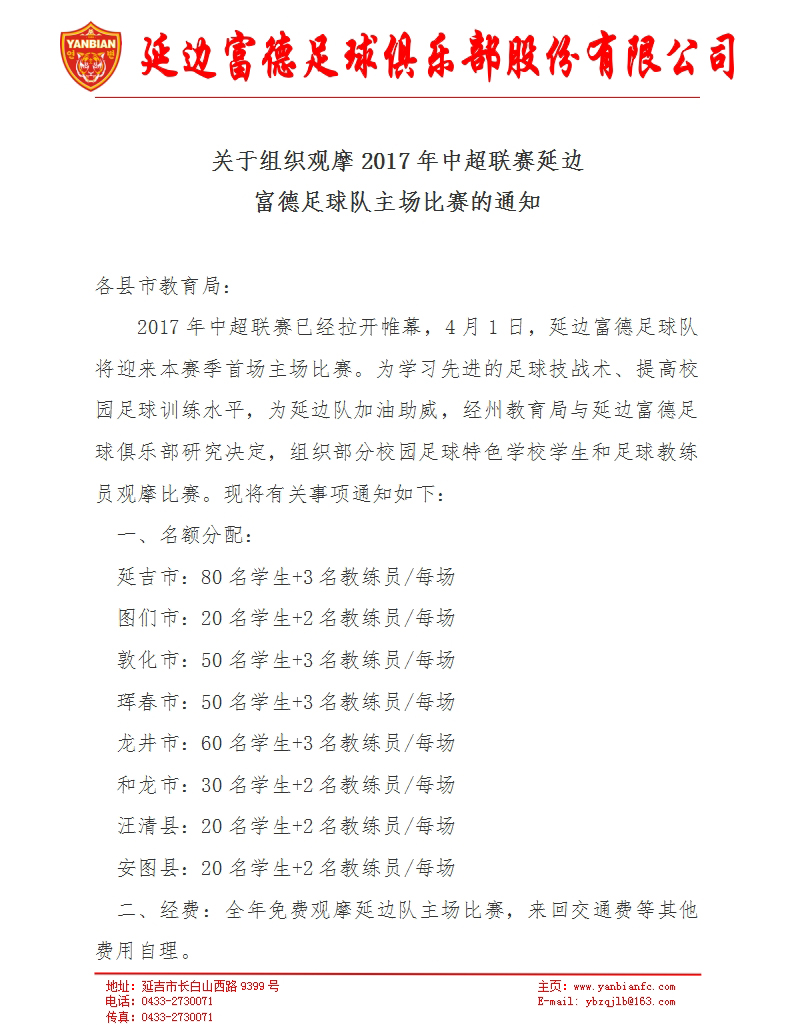 YANBIAN
연변
延边富德足球俱乐部股份有限公司
关于组织观摩 2017 年中超联赛延边
富德足球队主场比赛的通知
各县市教育局：
2017 年中超联赛已经拉开帷幕，4 月 1 日，延边富德足球队
将迎来本赛季首场主场比赛。为学习先进的足球技战术、提高校
园足球训练水平，为延边队加油助威，经州教育局与延边富德足
球俱乐部研究决定，组织部分校园足球特色学校学生和足球教练
员观摩比赛。现将有关事项通知如下：
一、名额分配：
延吉市：80 名学生+3 名教练员/每场
图们市：20 名学生+2 名教练员/每场
敦化市：50 名学生+3 名教练员/每场
珲春市：50 名学生+3 名教练员/每场
龙井市：60 名学生+3 名教练员/每场
和龙市：30 名学生+2 名教练员/每场
汪清县：20 名学生+2 名教练员/每场
安图县：20 名学生+2 名教练员/每场
二、经费：全年免费观摩延边队主场比赛，来回交通费等其他
费用自理。
地址：延吉市长白山西路 9399 号 主页：www.yanbianfc.com
电话：0433-2730071 E-mail：ybzqjlb@163.com
传真：0433-2730071